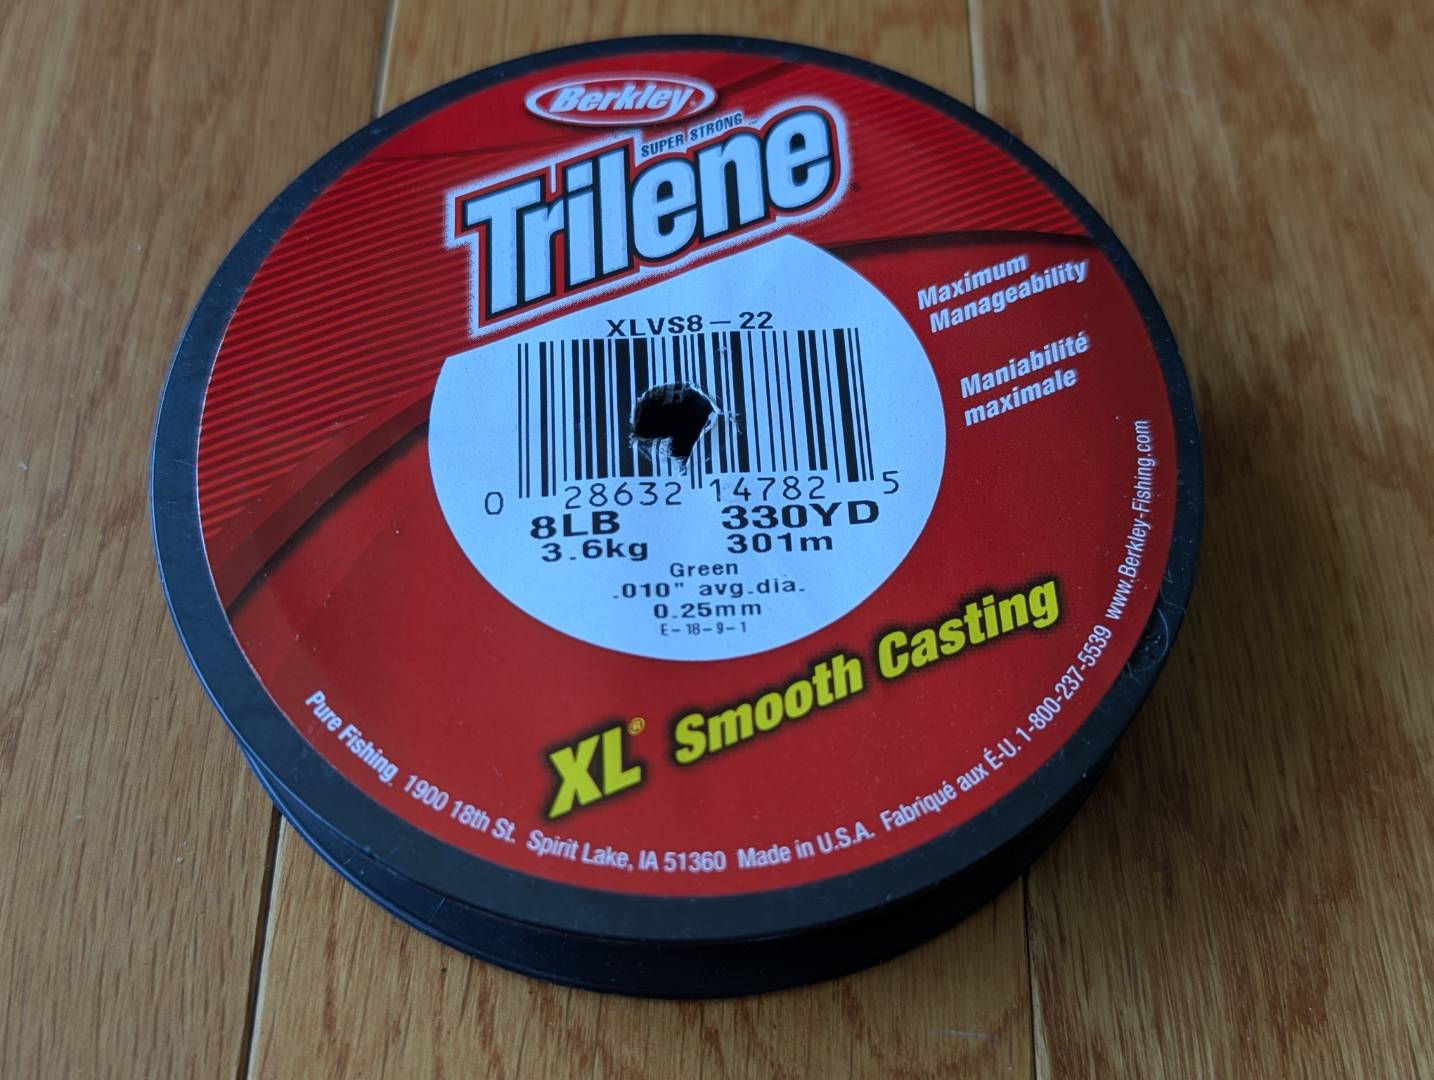 Berkley
SUPER STRONG™
Trilene®
XLVS8-22
0 28632 14782 5
8LB 330YD
3.6kg 301m
Green
.010" avg.dia.
0.25mm
E-18-9-1
Maximum
Manageability
Maniabilité
maximale
XL® Smooth Casting
Pure Fishing 1900 18th St. Spirit Lake, IA 51360 Made in U.S.A. Fabriqué aux É-U. 1-800-237-5539 www.Berkley-Fishing.com